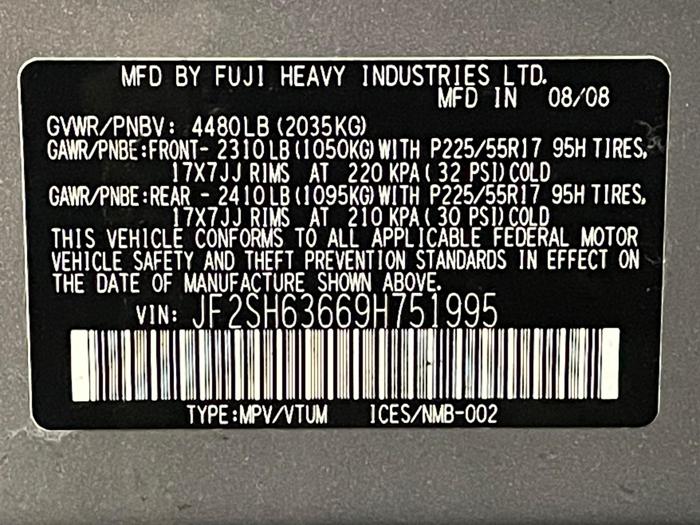 MFD BY FUJI HEAVY INDUSTRIES LTD.
MFD IN 08/08
GVWR/PNBV: 4480LB(2035KG)
GAWR/PNBE:FRONT- 2310LB(1050KG)WITH P225/55R17 95H TIRES,
17X7JJ RIMS AT 220 KPA(32 PSI)COLD
GAWR/PNBE:REAR - 2410LB(1095KG)WITH P225/55R17 95H TIRES,
17X7JJ RIMS AT 210 KPA(30 PSI)COLD
THIS VEHICLE CONFORMS TO ALL APPLICABLE FEDERAL MOTOR
VEHICLE SAFETY AND THEFT PREVENTION STANDARDS IN EFFECT ON
THE DATE OF MANUFACTURE SHOWN ABOVE.
VIN: JF2SH63669H751995
TYPE:MPV/VTUM ICES/NMB-002